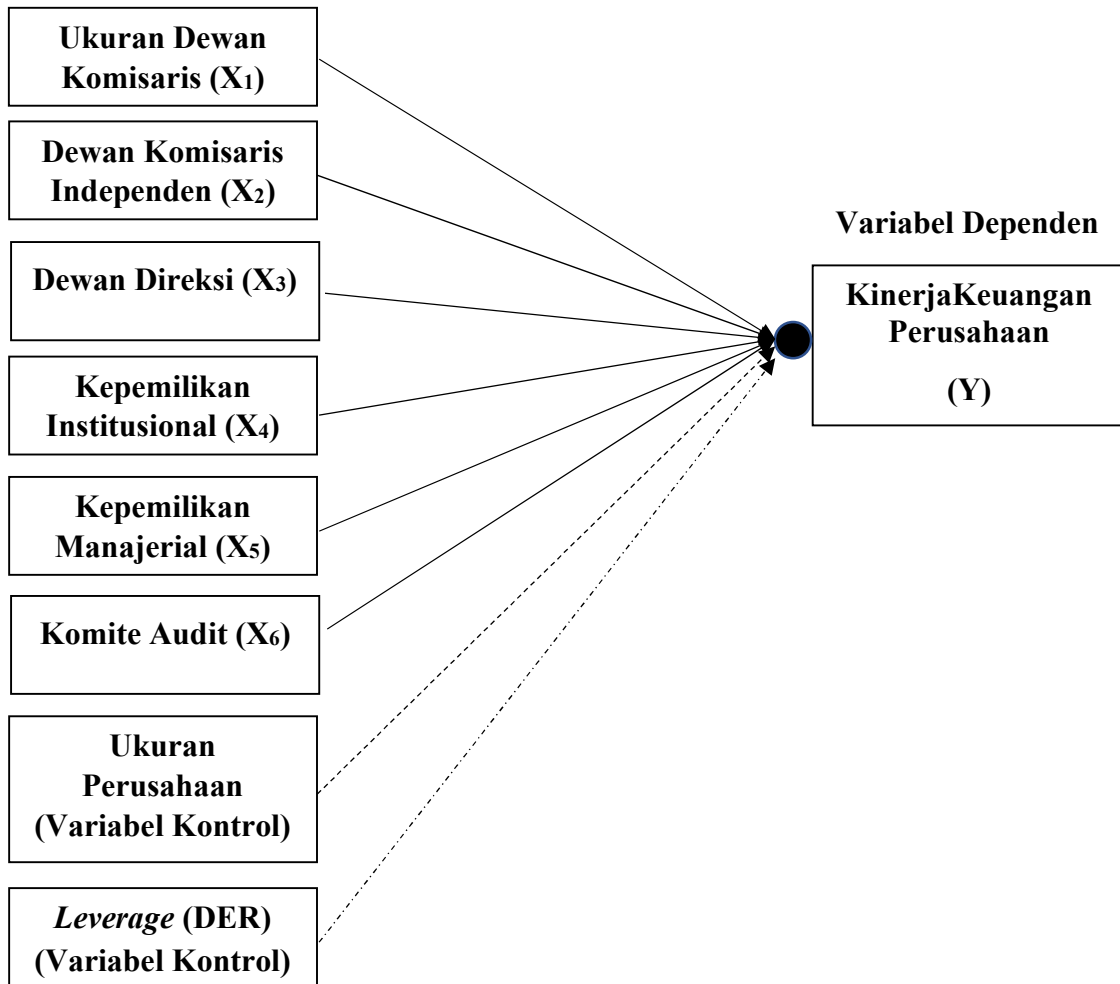 Ukuran Dewan
Komisaris (X₁)
Dewan Komisaris
Independen (X₂)
Dewan Direksi (X₃)
Kepemilikan
Institusional (X₄)
Kepemilikan
Manajerial (X₅)
Komite Audit (X₆)
Ukuran
Perusahaan
(Variabel Kontrol)
Leverage (DER)
(Variabel Kontrol)
Variabel Dependen
KinerjaKeuangan
Perusahaan
(Y)